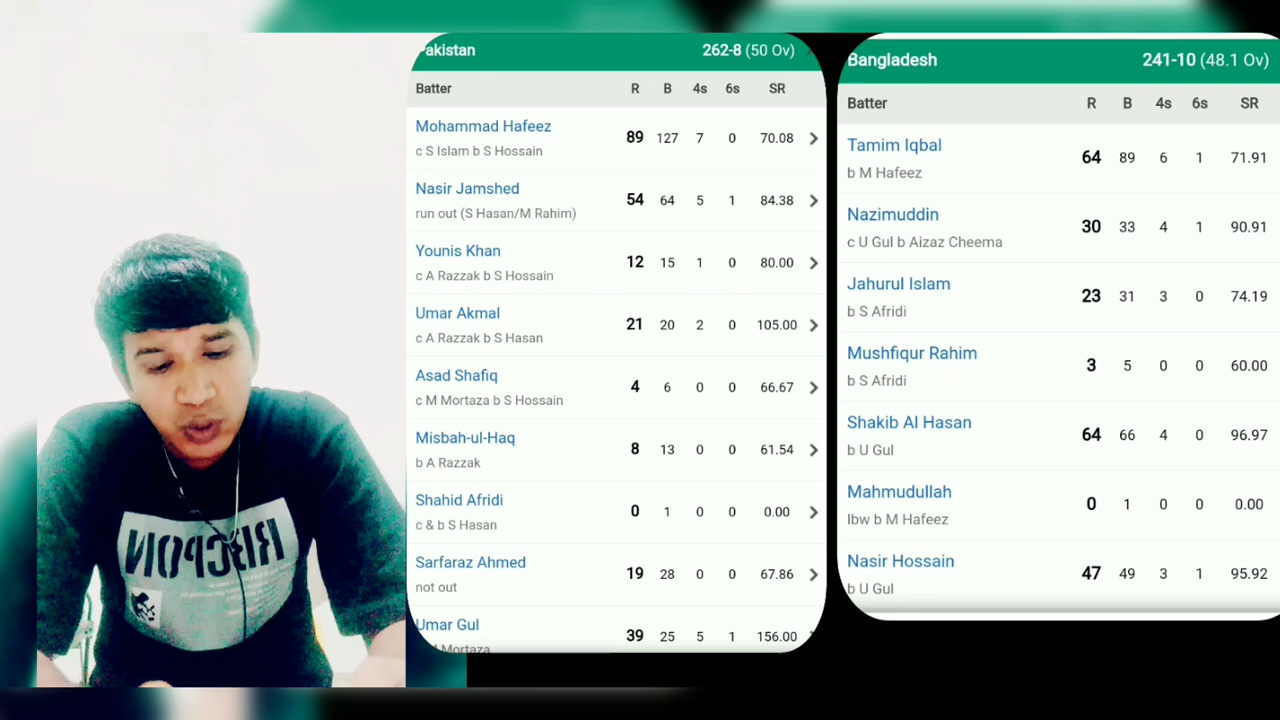 Pakistan 262-8 (50 Ov)
Batter R B 4s 6s SR
Mohammad Hafeez 89 127 7 0 70.08
c S Islam b S Hossain
Nasir Jamshed 54 64 5 1 84.38
run out (S Hasan/M Rahim)
Younis Khan 12 15 1 0 80.00
c A Razzak b S Hossain
Umar Akmal 21 20 2 0 105.00
c A Razzak b S Hasan
Asad Shafiq 4 6 0 0 66.67
c M Mortaza b S Hossain
Misbah-ul-Haq 8 13 0 0 61.54
b A Razzak
Shahid Afridi 0 1 0 0 0.00
c & b S Hasan
Sarfaraz Ahmed 19 28 0 0 67.86
not out
Umar Gul 39 25 5 1 156.00
Mortaza
Bangladesh 241-10 (48.1 Ov)
Batter R B 4s 6s SR
Tamim Iqbal 64 89 6 1 71.91
b M Hafeez
Nazimuddin 30 33 4 1 90.91
c U Gul b Aizaz Cheema
Jahurul Islam 23 31 3 0 74.19
b S Afridi
Mushfiqur Rahim 3 5 0 0 60.00
b S Afridi
Shakib Al Hasan 64 66 4 0 96.97
b U Gul
Mahmudullah 0 1 0 0 0.00
lbw b M Hafeez
Nasir Hossain 47 49 3 1 95.92
b U Gul